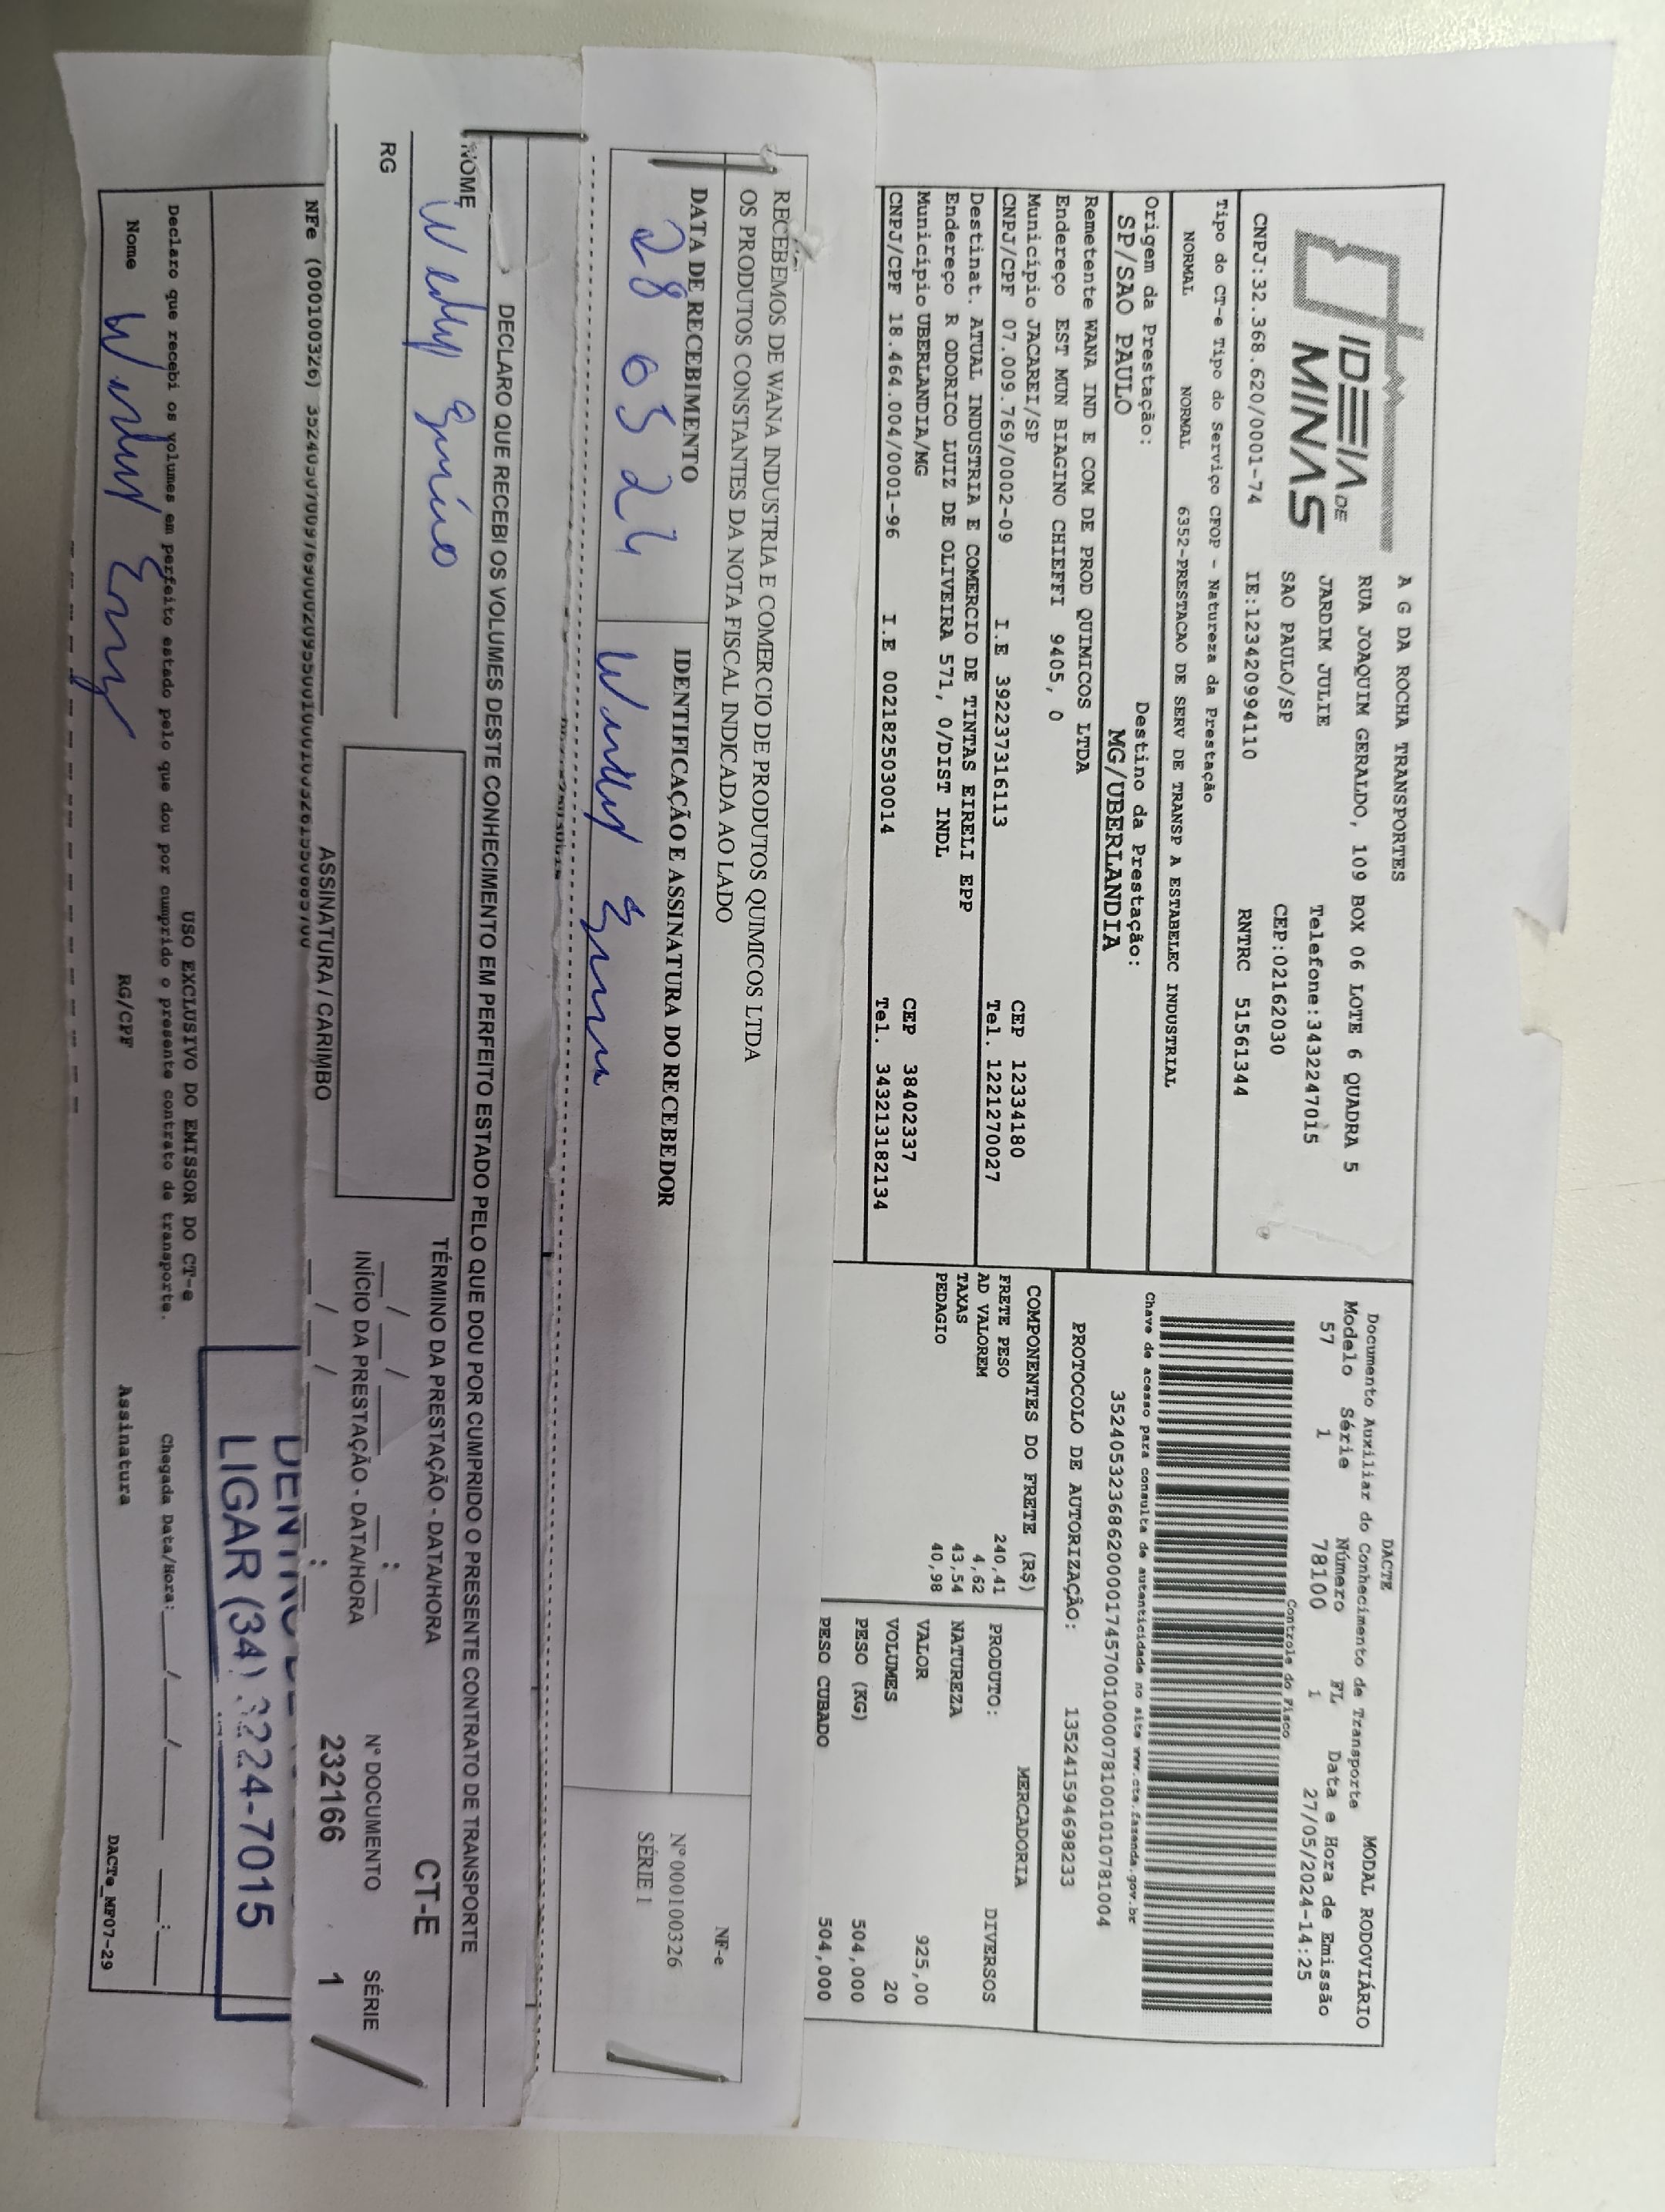 IDEIA DE
MINAS
A G DA ROCHA TRANSPORTES
RUA JOAQUIM GERALDO, 109 BOX 06 LOTE 6 QUADRA 5
JARDIM JULIE Telefone:3432247015
SAO PAULO/SP CEP:02162030
CNPJ:32.368.620/0001-74 IE:123420994110 RNTRC 51561344
Tipo do CT-e Tipo do Serviço CFOP - Natureza da Prestação
NORMAL NORMAL 6352-PRESTACAO DE SERV DE TRANSP A ESTABELEC INDUSTRIAL
Origem da Prestação: Destino da Prestação:
SP/SAO PAULO MG/UBERLANDIA
Remetente WANA IND E COM DE PROD QUIMICOS LTDA
Endereço EST MUN BIAGINO CHIEFFI 9405, 0
Município JACAREI/SP CEP 12334180
CNPJ/CPF 07.009.769/0002-09 I.E 392237316113 Tel. 1221270027
Destinat. ATUAL INDUSTRIA E COMERCIO DE TINTAS EIRELI EPP
Endereço R ODORICO LUIZ DE OLIVEIRA 571, 0/DIST INDL
Município UBERLANDIA/MG CEP 38402337
CNPJ/CPF 18.464.004/0001-96 I.E 0021825030014 Tel. 343213182134
DACTE
Documento Auxiliar do Conhecimento de Transporte MODAL RODOVIÁRIO
Modelo Série Número FL Data e Hora de Emissão
57 1 78100 1 27/05/2024-14:25
Controle do Fisco
Chave de acesso para consulta de autenticidade no site www.cte.fazenda.gov.br
35240532368620000174570010000781001010781004
PROTOCOLO DE AUTORIZAÇÃO: 135241594698233
COMPONENTES DO FRETE (R$)
FRETE PESO 240,41
AD VALOREM 4,62
TAXAS 43,54
PEDAGIO 40,98
MERCADORIA
PRODUTO: DIVERSOS
NATUREZA
VALOR 925,00
VOLUMES 20
PESO (KG) 504,000
PESO CUBADO 504,000
RECEBEMOS DE WANA INDUSTRIA E COMERCIO DE PRODUTOS QUIMICOS LTDA
OS PRODUTOS CONSTANTES DA NOTA FISCAL INDICADA AO LADO
NF-e
Nº 000100326
SÉRIE 1
DATA DE RECEBIMENTO IDENTIFICAÇÃO E ASSINATURA DO RECEBEDOR
28 05 24
DECLARO QUE RECEBI OS VOLUMES DESTE CONHECIMENTO EM PERFEITO ESTADO PELO QUE DOU POR CUMPRIDO O PRESENTE CONTRATO DE TRANSPORTE
NOME
RG
ASSINATURA / CARIMBO
TÉRMINO DA PRESTAÇÃO - DATA/HORA
INÍCIO DA PRESTAÇÃO - DATA/HORA
CT-E
Nº DOCUMENTO SÉRIE
232166 1
NFe (000100326)
LIGAR (34) 3224-7015
USO EXCLUSIVO DO EMISSOR DO CT-e
Declaro que recebi os volumes em perfeito estado pelo que dou por cumprido o presente contrato de transporte.
Chegada Data/Hora:
Nome RG/CPF Assinatura
DACTe_MF07-29